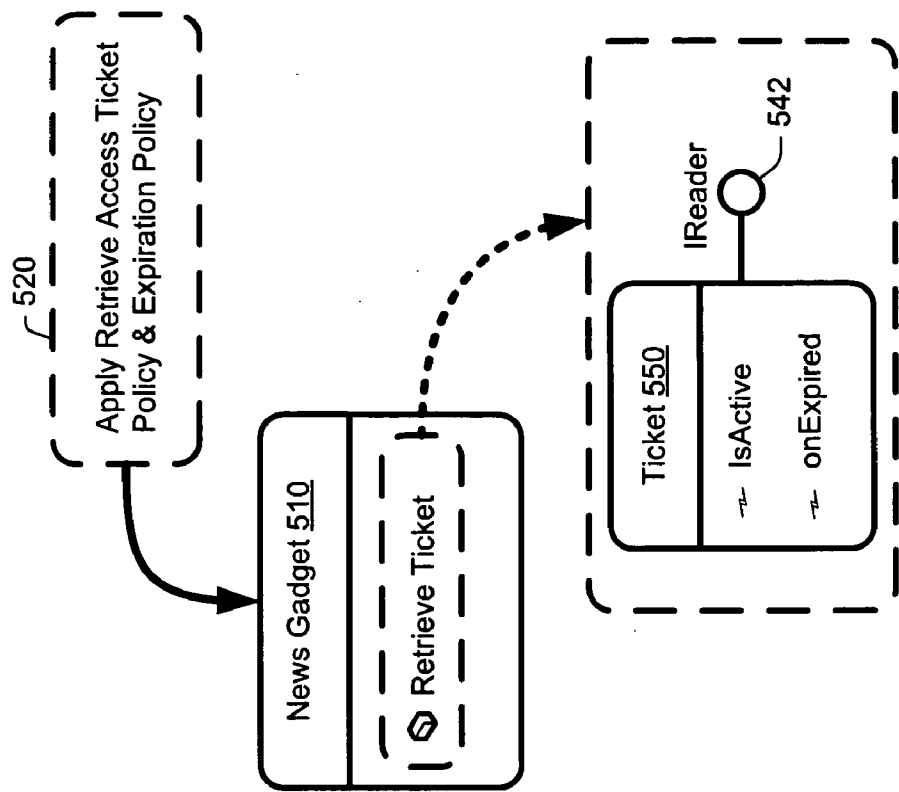 520
Apply Retrieve Access Ticket
Policy & Expiration Policy
News Gadget 510
Retrieve Ticket
Ticket 550
IsActive
onExpired
IReader
542